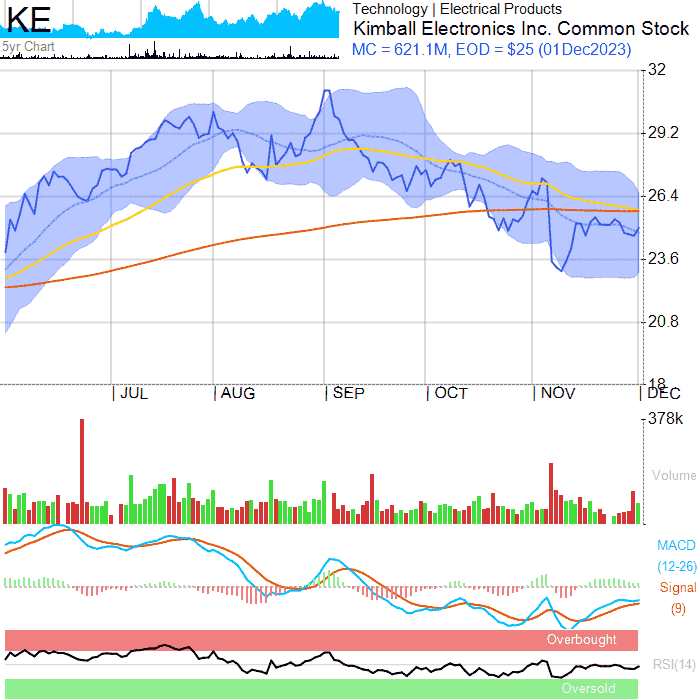 KE
5yr Chart
Technology | Electrical Products
Kimball Electronics Inc. Common Stock
MC = 621.1M, EOD = $25 (01Dec2023)
32
29.2
26.4
23.6
20.8
18
JUL AUG SEP OCT NOV DEC
378k
Volume
MACD
(12-26)
Signal
(9)
Overbought
RSI(14)
Oversold